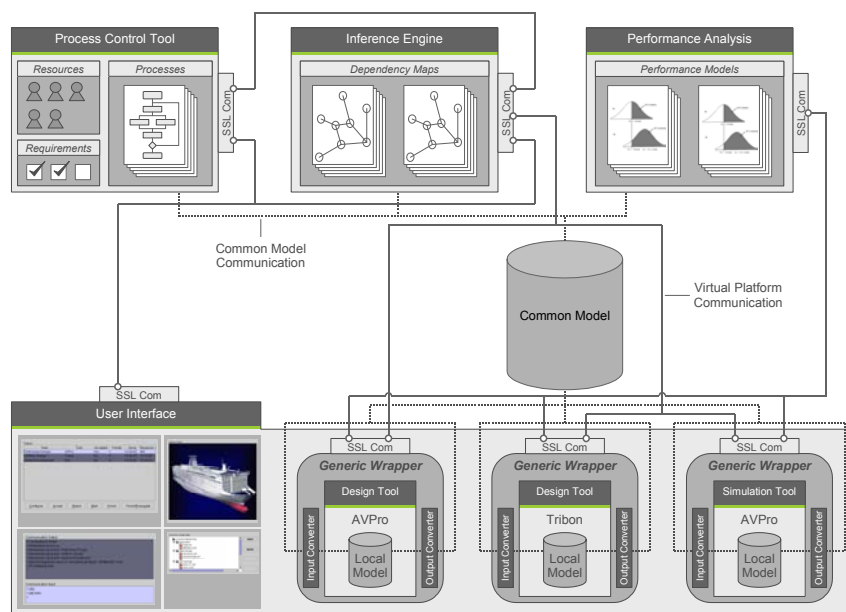 Process Control Tool
Resources
Processes
Requirements
SSL Com
Inference Engine
Dependency Maps
SSL Com
Performance Analysis
Performance Models
SSL Com
Common Model
Communication
Common Model
Virtual Platform
Communication
SSL Com
User Interface
SSL Com
Generic Wrapper
Design Tool
AVPro
Input Converter
Output Converter
Local
Model
SSL Com
Generic Wrapper
Design Tool
Tribon
Input Converter
Output Converter
Local
Model
SSL Com
Generic Wrapper
Simulation Tool
AVPro
Input Converter
Output Converter
Local
Model